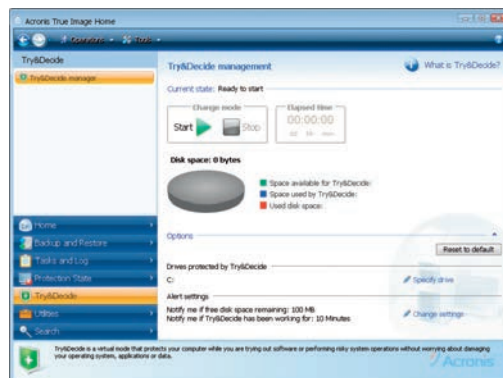 Acronis True Image Home
Operations
Tools
Try&Decide
Try&Decide manager
Try&Decide management
What is Try&Decide?
Current state: Ready to start
Change mode
Start
Stop
Elapsed time
00:00:00
Disk space: 0 bytes
Space available for Try&Decide:
Space used by Try&Decide:
Used disk space:
Options
Reset to default
Drives protected by Try&Decide
C:
Specify drive
Alert settings
Notify me if free disk space remaining: 100 MB
Notify me if Try&Decide has been working for: 10 Minutes
Change settings
Home
Backup and Restore
Tasks and Log
Protection State
Try&Decide
Utilities
Search
Try&Decide is a virtual mode that protects your computer while you are trying out software or performing risky system operations without worrying about damaging
your operating system, applications or data.
Acronis